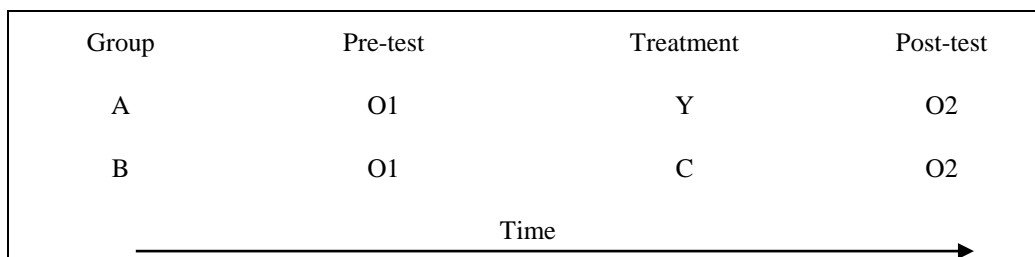 Group Pre-test Treatment Post-test
A O1 Y O2
B O1 C O2
Time